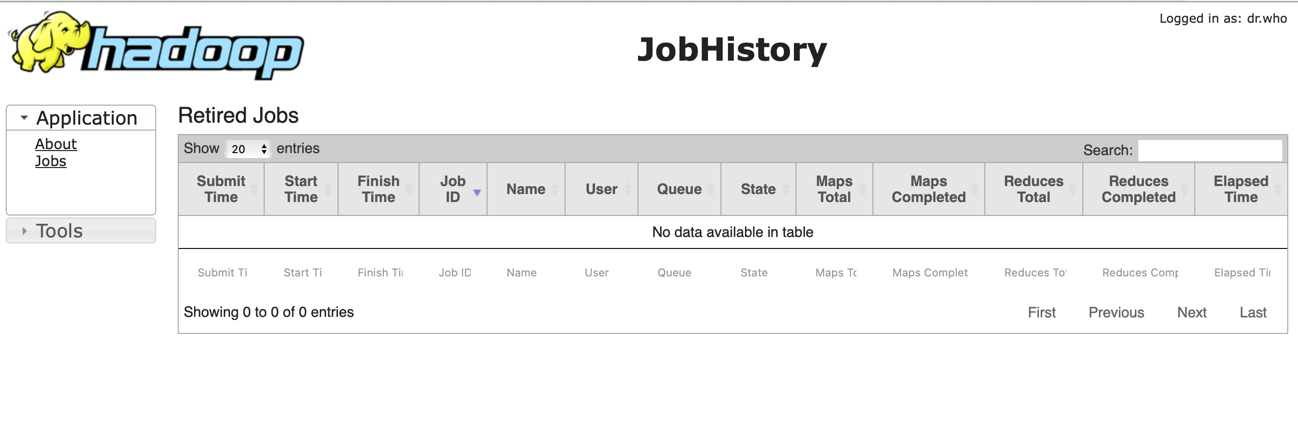 Logged in as: dr.who
hadoop
JobHistory
Application
About
Jobs
Tools
Retired Jobs
Show 20 entries
Search:
Submit Time Start Time Finish Time Job ID Name User Queue State Maps Total Maps Completed Reduces Total Reduces Completed Elapsed Time
No data available in table
Submit Ti Start Ti Finish Ti Job ID Name User Queue State Maps To Maps Complet Reduces To Reduces Comp Elapsed Ti
Showing 0 to 0 of 0 entries
First Previous Next Last